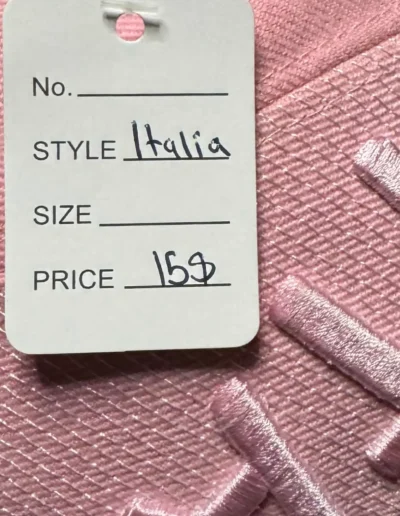 No.
STYLE Italia
SIZE
PRICE 15$